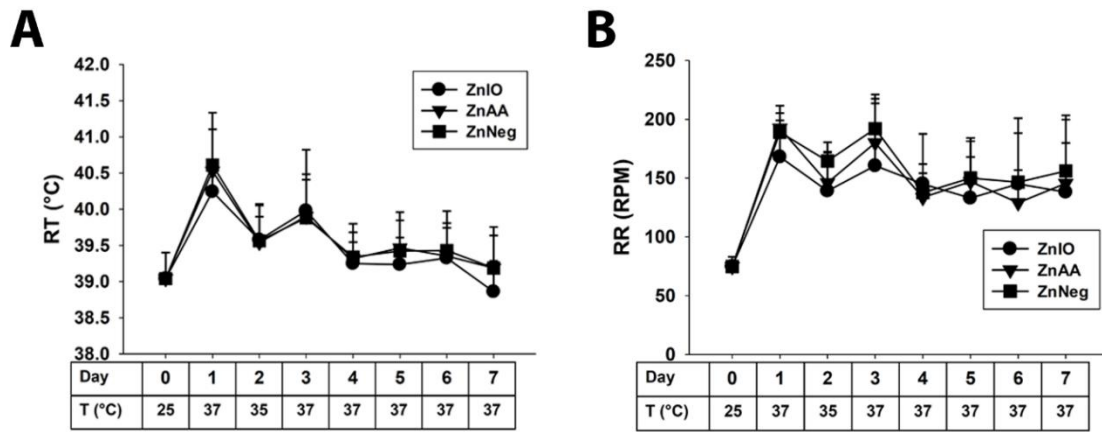 A
RT (°C)
42.0
41.5
41.0
40.5
40.0
39.5
39.0
38.5
38.0
ZnIO
ZnAA
ZnNeg
Day 0 1 2 3 4 5 6 7
T (°C) 25 37 35 37 37 37 37 37
B
RR (RPM)
250
200
150
100
50
0
ZnIO
ZnAA
ZnNeg
Day 0 1 2 3 4 5 6 7
T (°C) 25 37 35 37 37 37 37 37